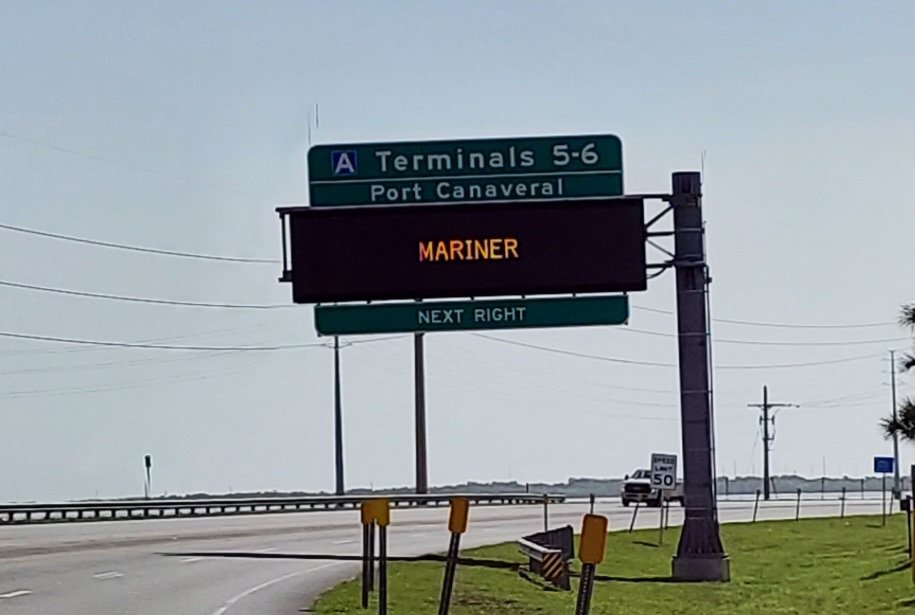 A Terminals 5-6
Port Canaveral
MARINER
NEXT RIGHT
SPEED
LIMIT
50